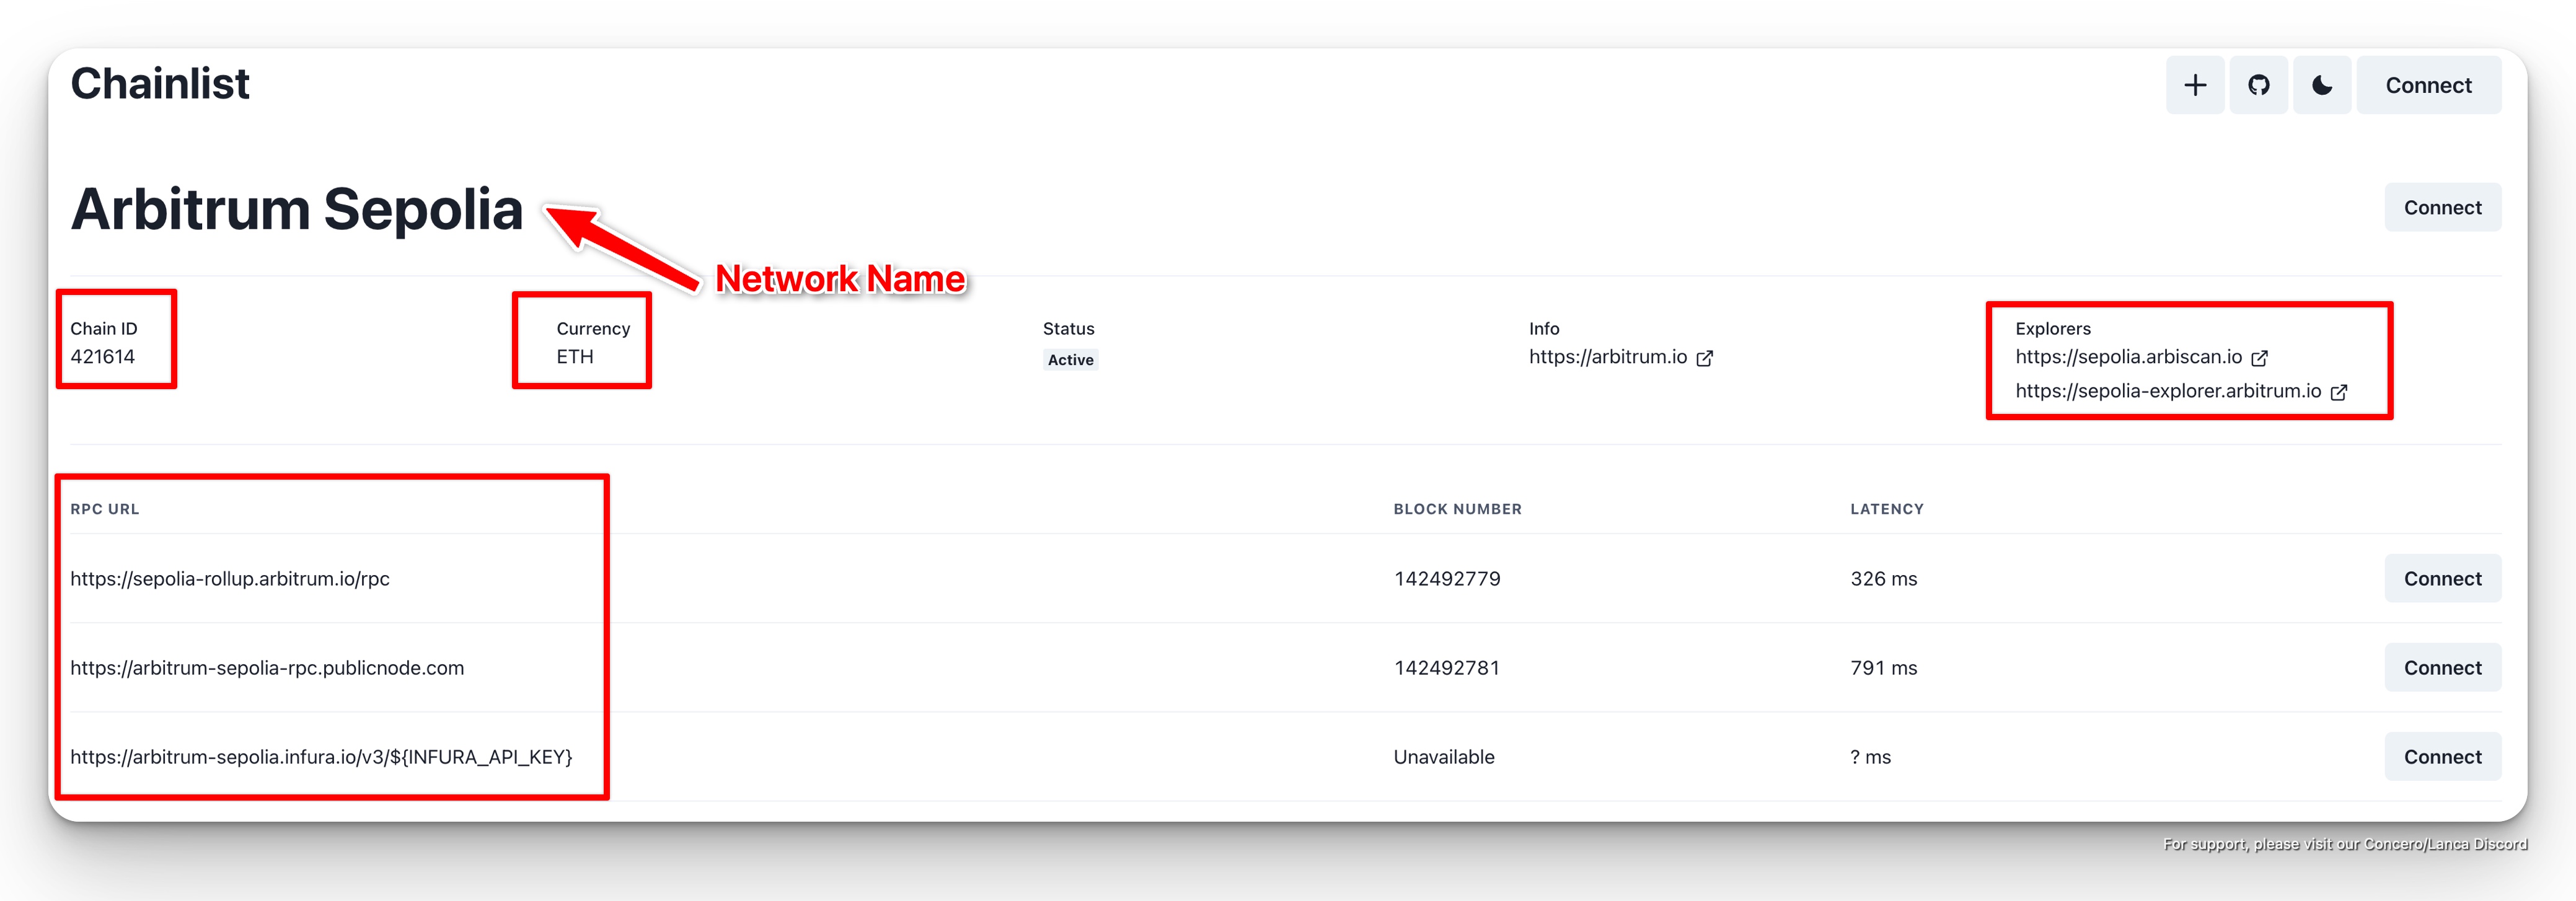 Chainlist
Connect
Arbitrum Sepolia
Connect
Network Name
Chain ID
421614
Currency
ETH
Status
Active
Info
https://arbitrum.io
Explorers
https://sepolia.arbiscan.io
https://sepolia-explorer.arbitrum.io
RPC URL BLOCK NUMBER LATENCY
https://sepolia-rollup.arbitrum.io/rpc 142492779 326 ms Connect
https://arbitrum-sepolia-rpc.publicnode.com 142492781 791 ms Connect
https://arbitrum-sepolia.infura.io/v3/${INFURA_API_KEY} Unavailable ? ms Connect
For support, please visit our Concero/Lanca Discord